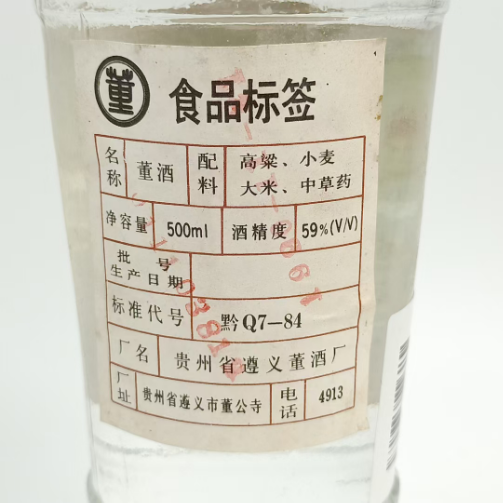 董
食品标签
名称 董酒 配料 高粱、小麦
大米、中草药
净容量 500ml 酒精度 59%(V/V)
批号
生产日期
标准代号 黔Q7-84
厂名 贵州省遵义董酒厂
厂址 贵州省遵义市董公寺 电话 4913